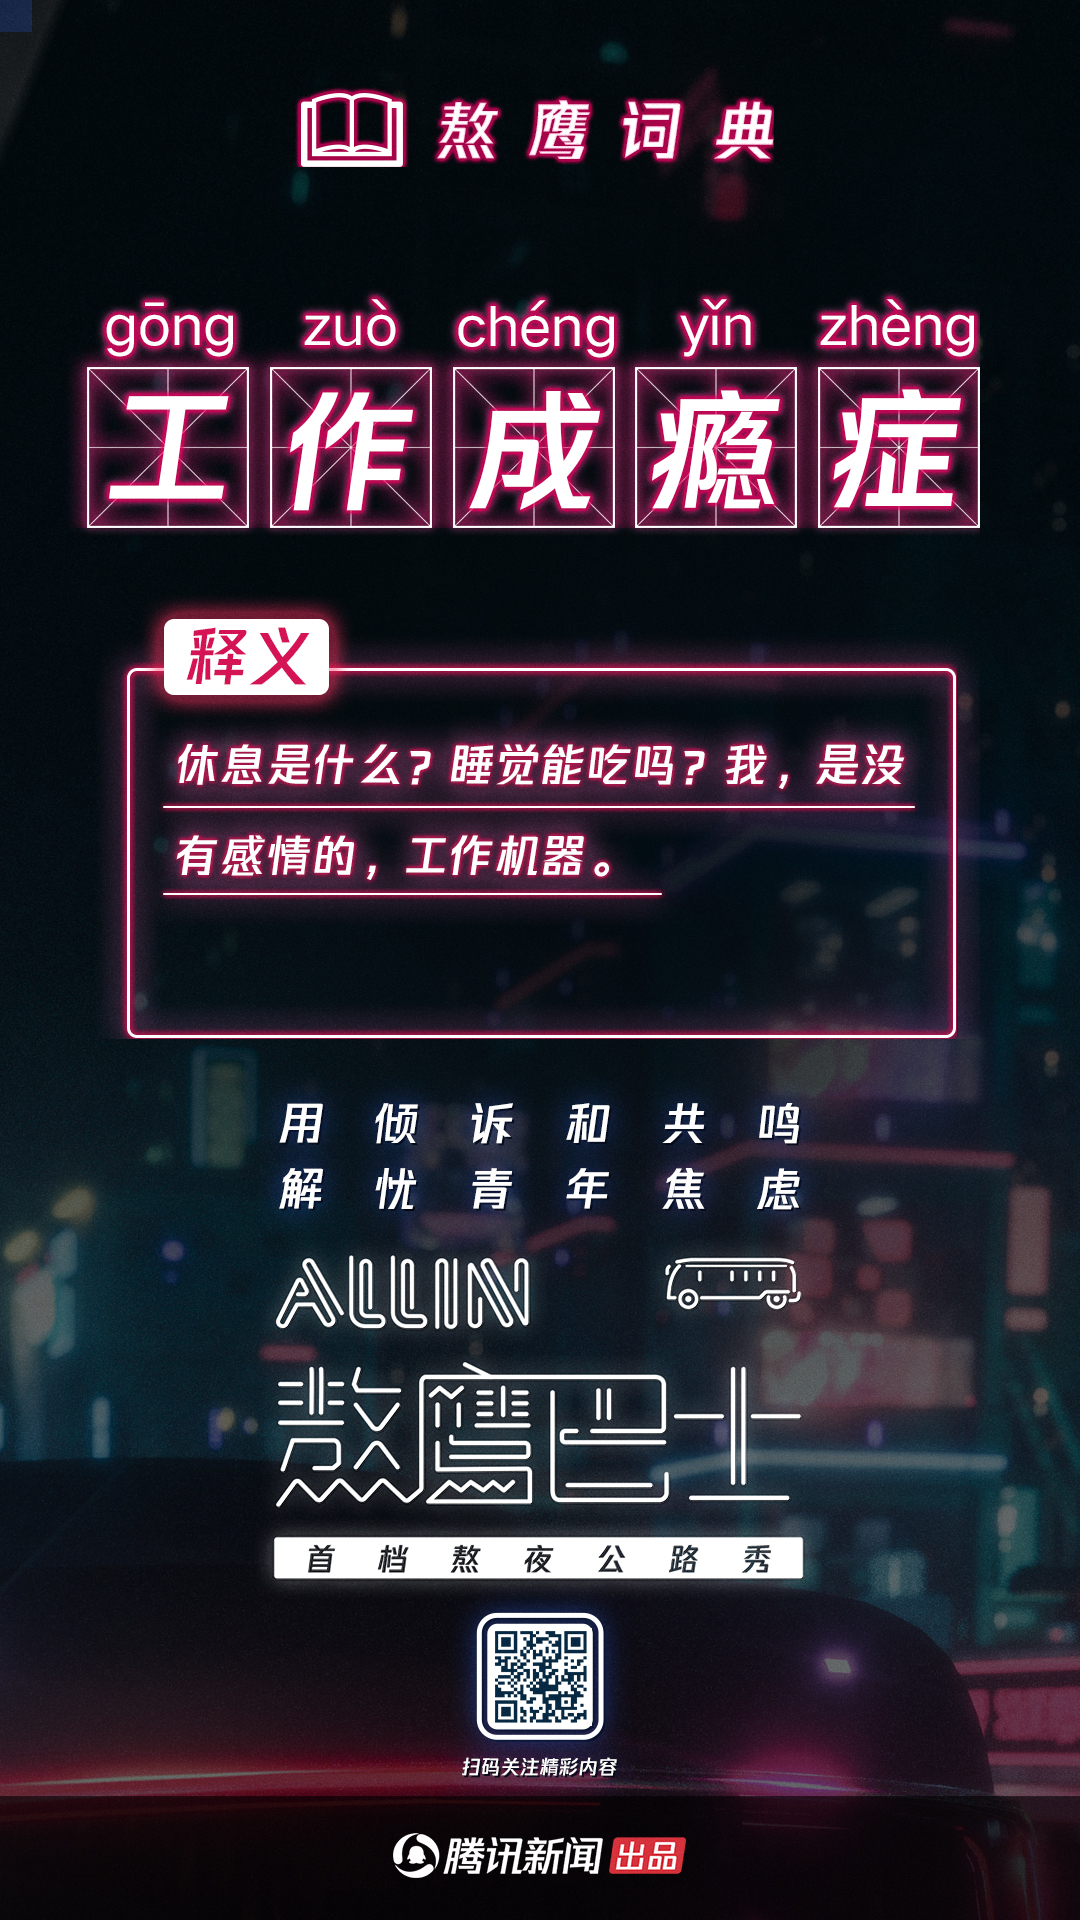 熬鹰词典
gōng zuò chéng yǐn zhèng
工作成瘾症
释义
休息是什么？睡觉能吃吗？我，是没
有感情的，工作机器。
用倾诉和共鸣
解忧青年焦虑
ALL IN
熬鹰巴士
首档熬夜公路秀
扫码关注精彩内容
腾讯新闻 出品